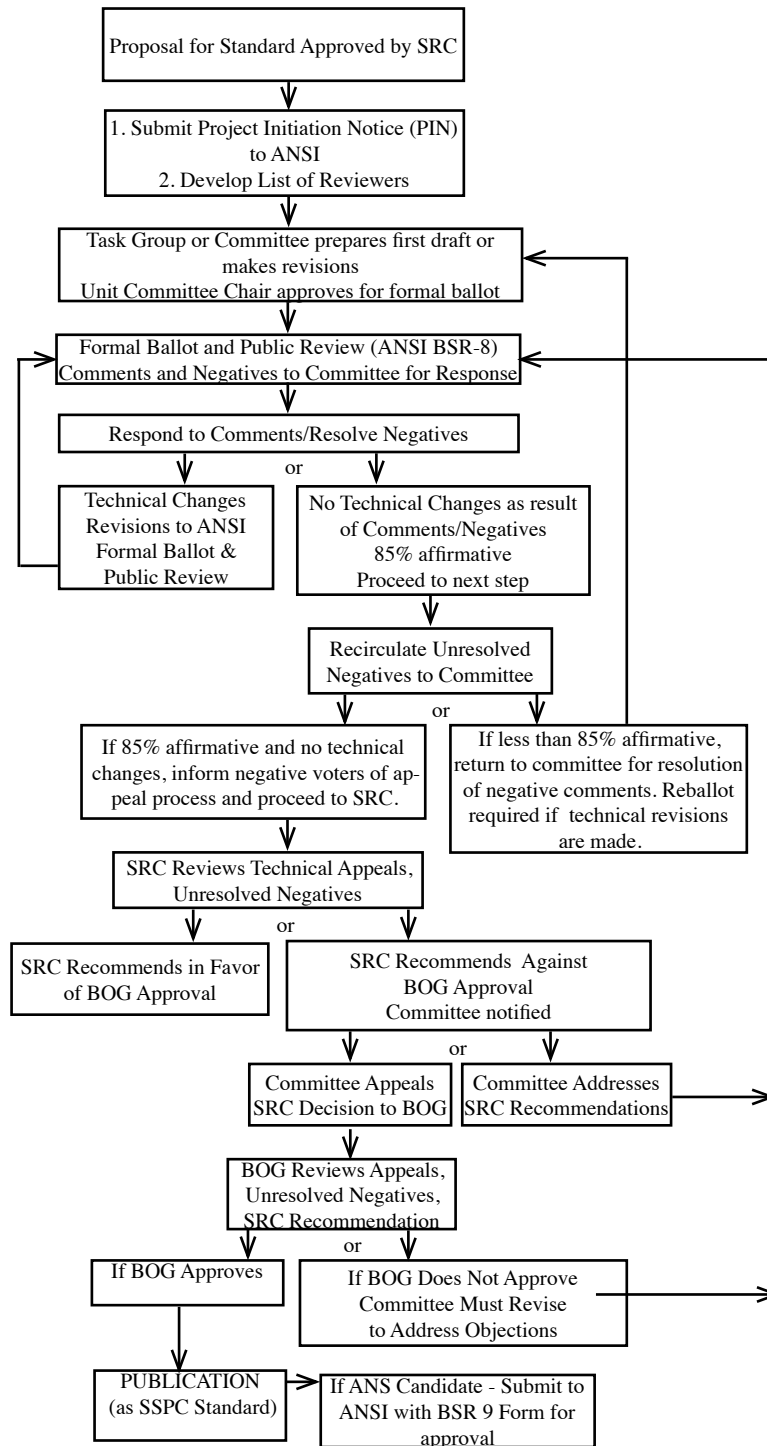 Proposal for Standard Approved by SRC
1. Submit Project Initiation Notice (PIN)
to ANSI
2. Develop List of Reviewers
Task Group or Committee prepares first draft or
makes revisions
Unit Committee Chair approves for formal ballot
Formal Ballot and Public Review (ANSI BSR-8)
Comments and Negatives to Committee for Response
Respond to Comments/Resolve Negatives
or
Technical Changes
Revisions to ANSI
Formal Ballot &
Public Review
No Technical Changes as result
of Comments/Negatives
85% affirmative
Proceed to next step
Recirculate Unresolved
Negatives to Committee
or
If 85% affirmative and no technical
changes, inform negative voters of ap-
peal process and proceed to SRC.
If less than 85% affirmative,
return to committee for resolution
of negative comments. Reballot
required if  technical revisions
are made.
SRC Reviews Technical Appeals,
Unresolved Negatives
or
SRC Recommends in Favor
of BOG Approval
SRC Recommends  Against
BOG Approval
Committee notified
or
Committee Appeals
SRC Decision to BOG
Committee Addresses
SRC Recommendations
BOG Reviews Appeals,
Unresolved Negatives,
SRC Recommendation
or
If BOG Approves
If BOG Does Not Approve
Committee Must Revise
to Address Objections
PUBLICATION
(as SSPC Standard)
If ANS Candidate - Submit to
ANSI with BSR 9 Form for
approval